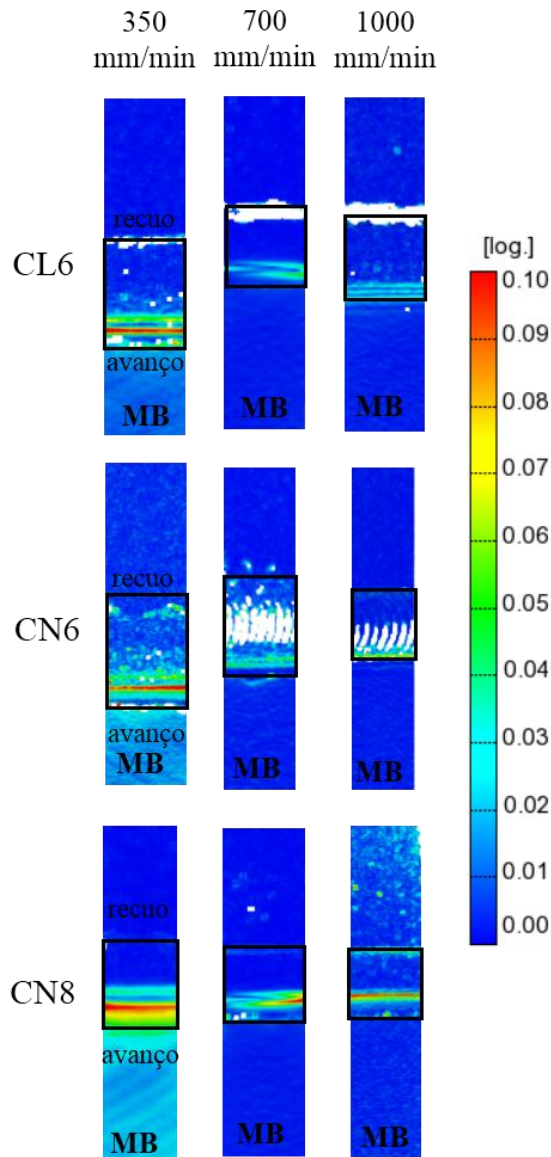 350
mm/min
700
mm/min
1000
mm/min
CL6
recuo
avanço
MB
MB
MB
[log.]
0.10
0.09
0.08
0.07
0.06
0.05
0.04
0.03
0.02
0.01
0.00
CN6
recuo
avanço
MB
MB
MB
CN8
recuo
avanço
MB
MB
MB